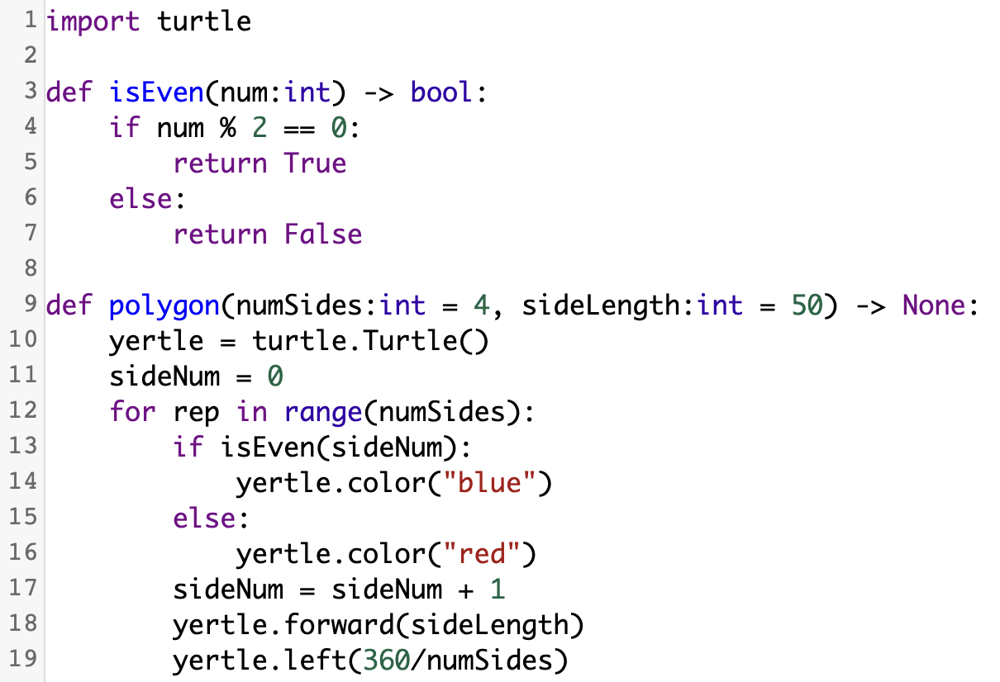 1 import turtle
2
3 def isEven(num:int) -> bool:
4     if num % 2 == 0:
5         return True
6     else:
7         return False
8
9 def polygon(numSides:int = 4, sideLength:int = 50) -> None:
10     yertle = turtle.Turtle()
11     sideNum = 0
12     for rep in range(numSides):
13         if isEven(sideNum):
14             yertle.color("blue")
15         else:
16             yertle.color("red")
17         sideNum = sideNum + 1
18         yertle.forward(sideLength)
19         yertle.left(360/numSides)